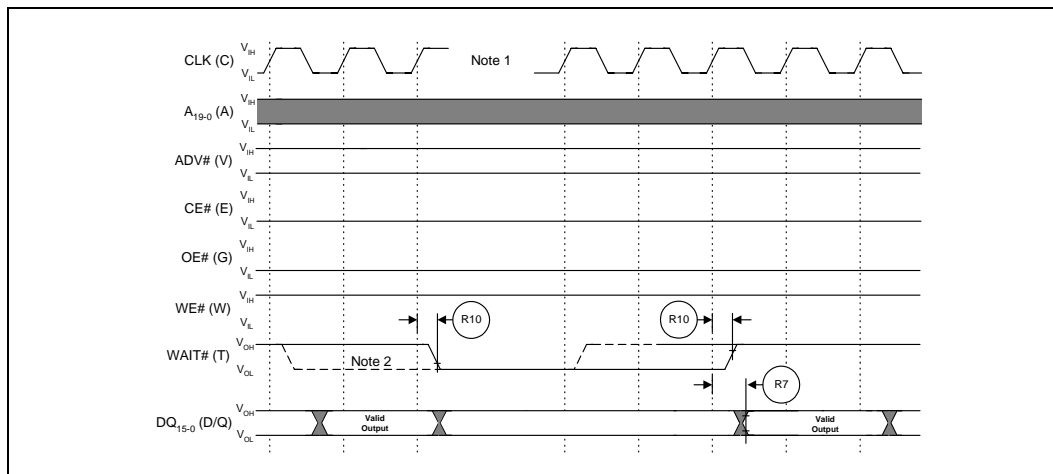 CLK (C)
VIH
VIL
Note 1
A19-0 (A)
VIH
VIL
ADV# (V)
VIH
VIL
CE# (E)
VIH
VIL
OE# (G)
VIH
VIL
WE# (W)
VIH
VIL
R10
R10
WAIT# (T)
VOH
VOL
Note 2
R7
DQ15-0 (D/Q)
VOH
VOL
Valid
Output
Valid
Output